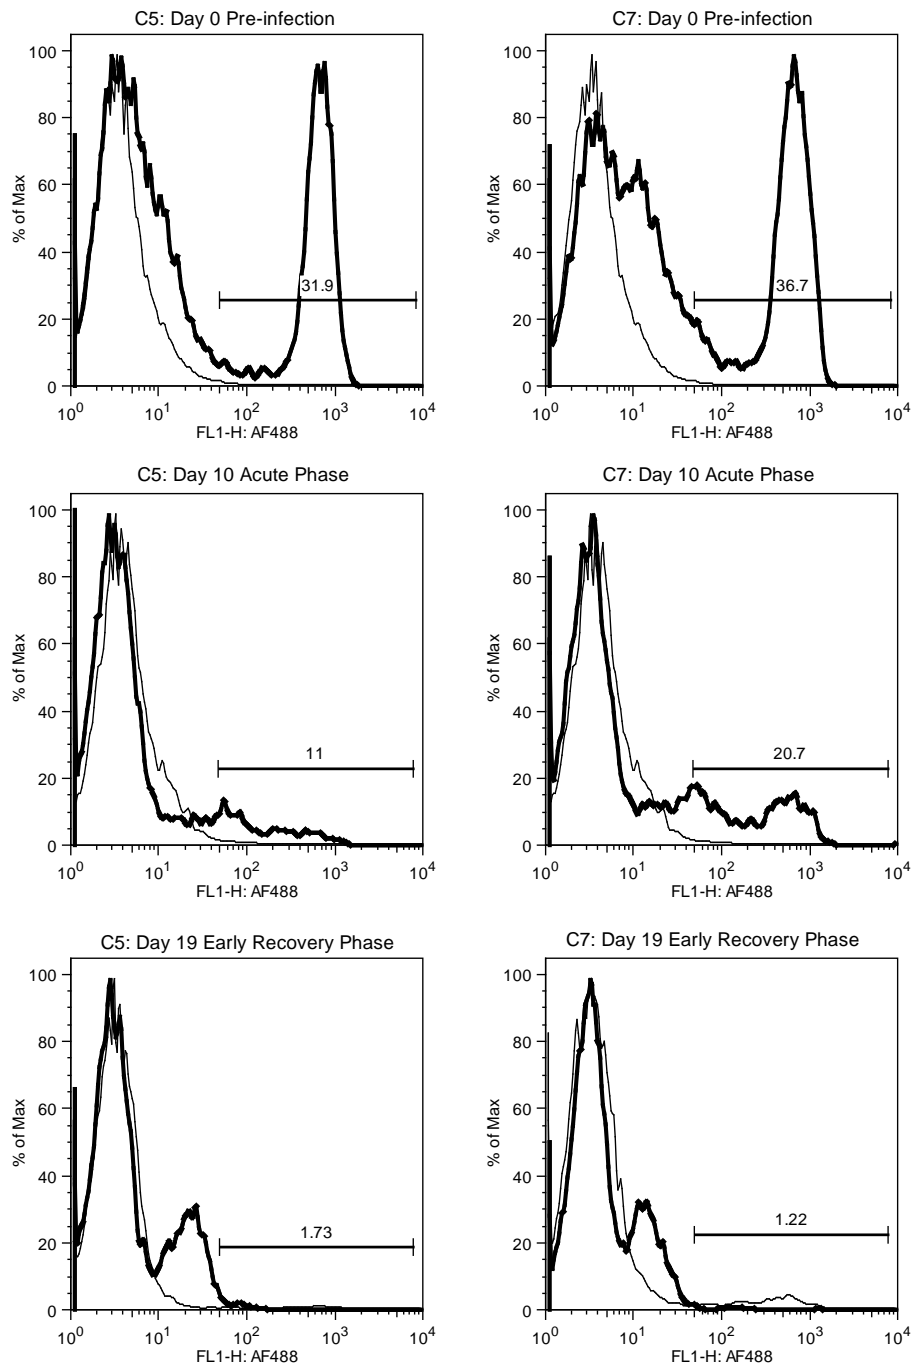 C5: Day 0 Pre-infection
% of Max
100
80
60
40
20
0
31.9
10^0 10^1 10^2 10^3 10^4
FL1-H: AF488
C7: Day 0 Pre-infection
% of Max
100
80
60
40
20
0
36.7
10^0 10^1 10^2 10^3 10^4
FL1-H: AF488
C5: Day 10 Acute Phase
% of Max
100
80
60
40
20
0
11
10^0 10^1 10^2 10^3 10^4
FL1-H: AF488
C7: Day 10 Acute Phase
% of Max
100
80
60
40
20
0
20.7
10^0 10^1 10^2 10^3 10^4
FL1-H: AF488
C5: Day 19 Early Recovery Phase
% of Max
100
80
60
40
20
0
1.73
10^0 10^1 10^2 10^3 10^4
FL1-H: AF488
C7: Day 19 Early Recovery Phase
% of Max
100
80
60
40
20
0
1.22
10^0 10^1 10^2 10^3 10^4
FL1-H: AF488